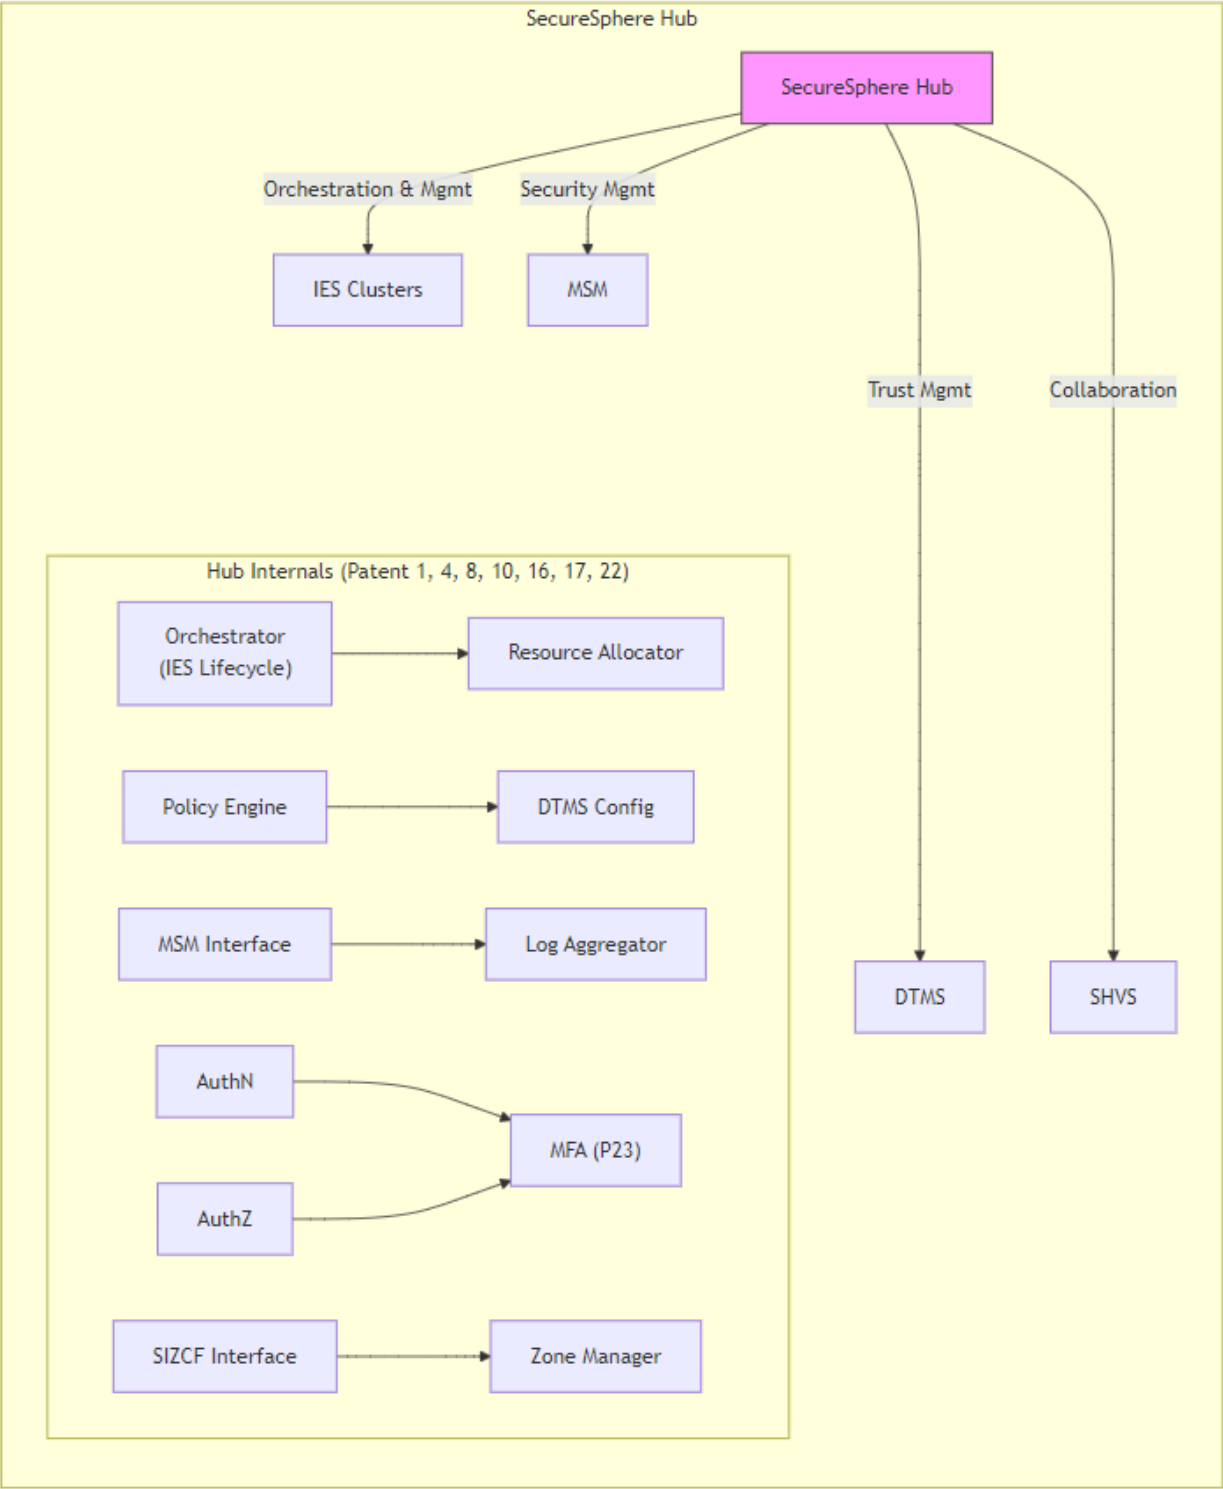 SecureSphere Hub
SecureSphere Hub
Orchestration & Mgmt
Security Mgmt
IES Clusters
MSM
Trust Mgmt
Collaboration
Hub Internals (Patent 1, 4, 8, 10, 16, 17, 22)
Orchestrator
(IES Lifecycle)
Resource Allocator
Policy Engine
DTMS Config
MSM Interface
Log Aggregator
DTMS
SHVS
AuthN
MFA (P23)
AuthZ
SIZCF Interface
Zone Manager